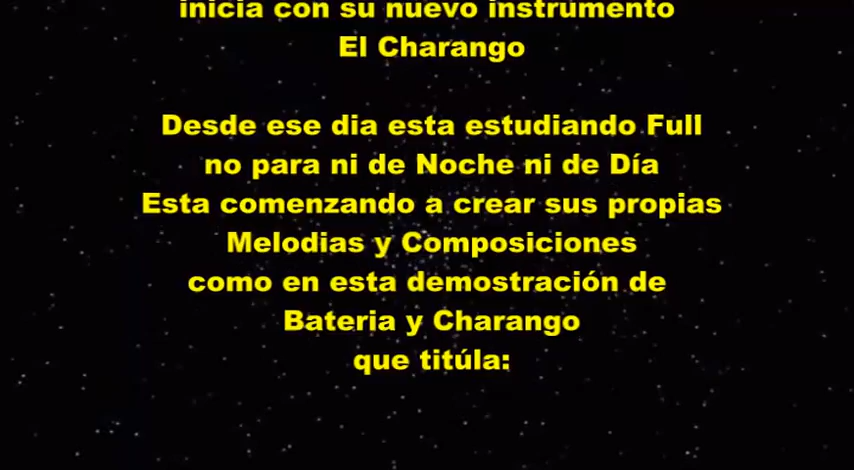 inicia con su nuevo instrúmento
El Charango
Desde ese dia esta estudiando Full
no para ni de Noche ni de Día
Esta comenzando a crear sus propias
Melodias y Composiciones
como en esta demostración de
Bateria y Charango
que titúla: